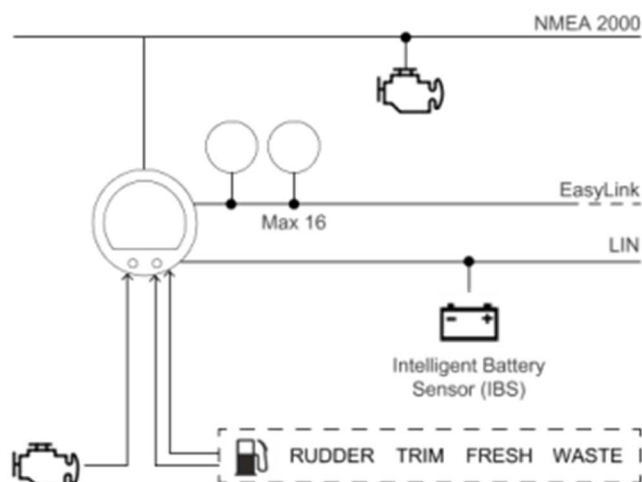 NMEA 2000
EasyLink
Max 16
LIN
Intelligent Battery
Sensor (IBS)
RUDDER TRIM FRESH WASTE